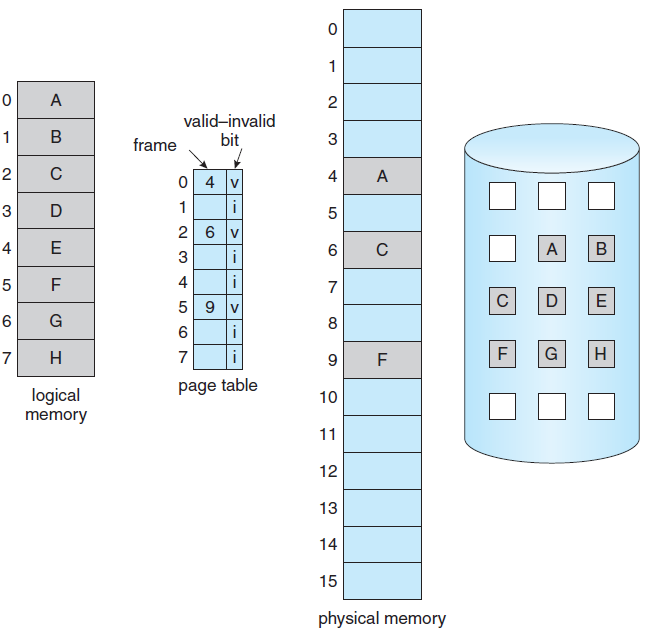 0 A
1 B
2 C
3 D
4 E
5 F
6 G
7 H
logical
memory
valid–invalid
bit
frame
0 4 v
1 i
2 6 v
3 i
4 i
5 9 v
6 i
7 i
page table
0
1
2
3
4 A
5
6 C
7
8
9 F
10
11
12
13
14
15
physical memory
A B
C D E
F G H